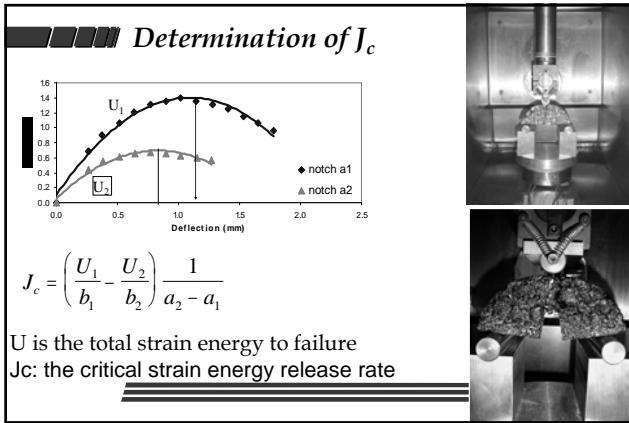 Determination of Jc
1.6
1.4
1.2
1.0
0.8
0.6
0.4
0.2
0.0
U1
U2
notch a1
notch a2
0.0 0.5 1.0 1.5 2.0 2.5
Deflection (mm)
Jc = (U1/b1 − U2/b2) 1/(a2 − a1)
U is the total strain energy to failure
Jc: the critical strain energy release rate